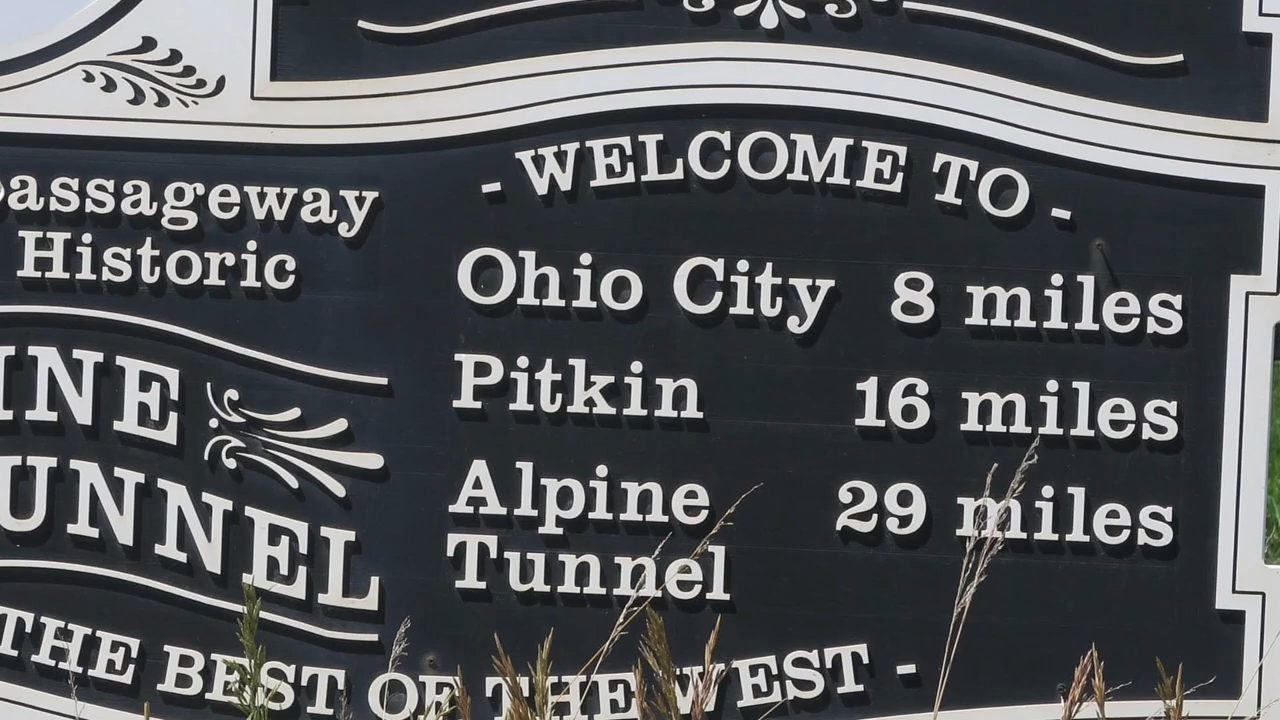 passageway
Historic
INE
UNNEL
THE BEST OF THE WEST -
- WELCOME TO -
Ohio City 8 miles
Pitkin 16 miles
Alpine 29 miles
Tunnel